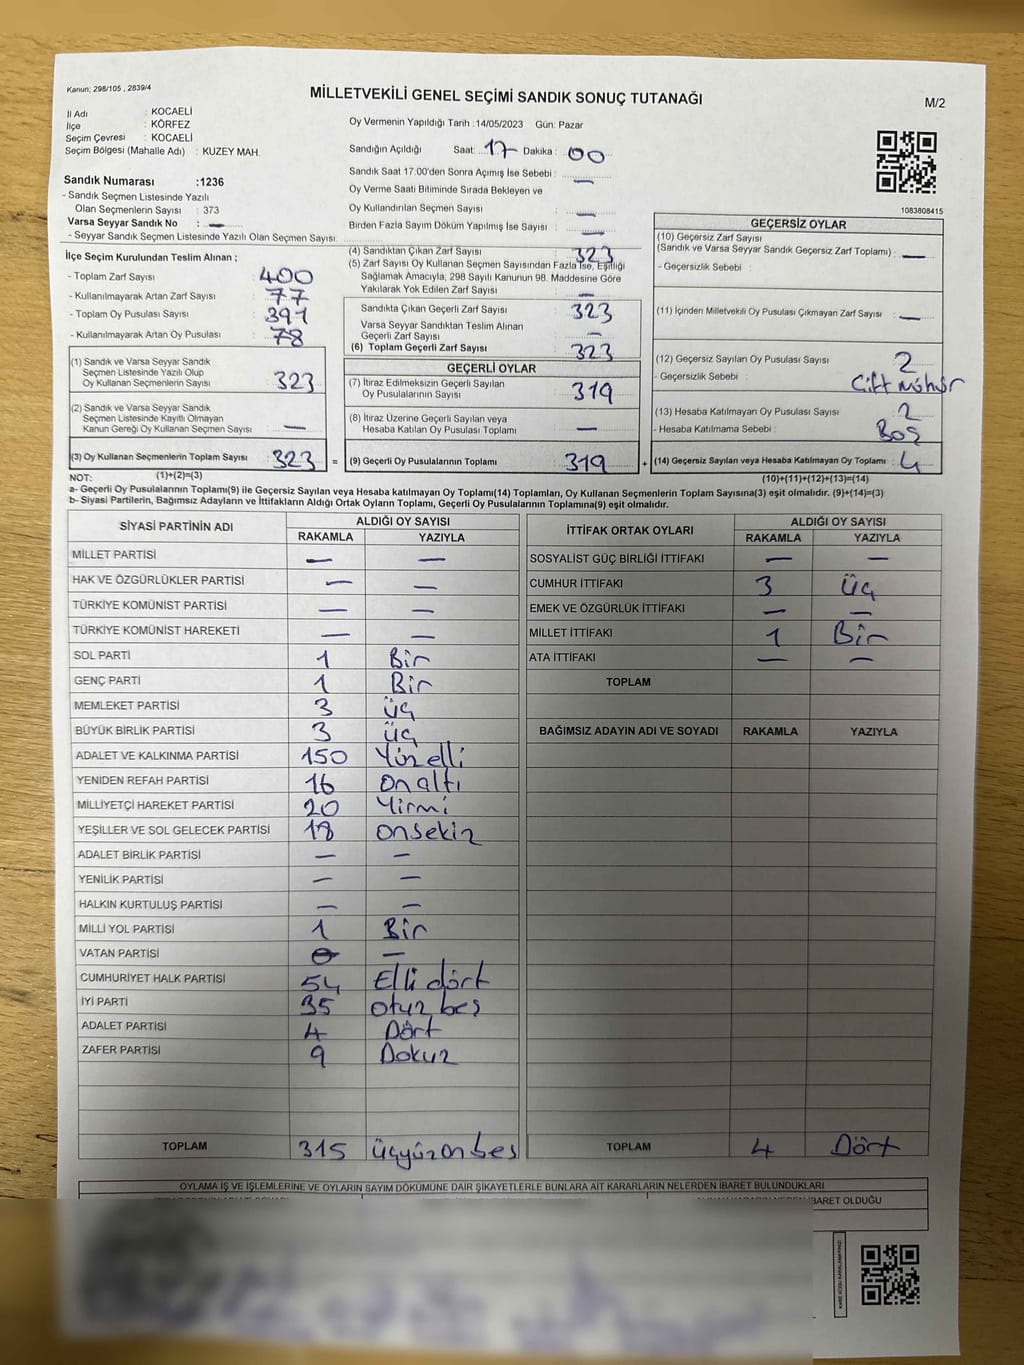 Kanun; 298/105 , 2839/4
MİLLETVEKİLİ GENEL SEÇİMİ SANDIK SONUÇ TUTANAĞI
M/2
İl Adı : KOCAELİ
İlçe : KÖRFEZ
Seçim Çevresi : KOCAELİ
Seçim Bölgesi (Mahalle Adı) : KUZEY MAH.
Sandık Numarası :1236
- Sandık Seçmen Listesinde Yazılı
Olan Seçmenlerin Sayısı : 373
Varsa Seyyar Sandık No : —
- Seyyar Sandık Seçmen Listesinde Yazılı Olan Seçmen Sayısı
Oy Vermenin Yapıldığı Tarih :14/05/2023 Gün: Pazar
Sandığın Açıldığı Saat: 17 Dakika : 00
Sandık Saat 17.00'den Sonra Açımış İse Sebebi : —
Oy Verme Saati Bitiminde Sırada Bekleyen ve
Oy Kullandırılan Seçmen Sayısı : —
Birden Fazla Sayım Döküm Yapılmış İse Sayısı : —
1083808415
İlçe Seçim Kurulundan Teslim Alınan ;
- Toplam Zarf Sayısı : 400
- Kullanılmayarak Artan Zarf Sayısı : 77
- Toplam Oy Pusulası Sayısı : 391
- Kullanılmayarak Artan Oy Pusulası : 78
(1) Sandık ve Varsa Seyyar Sandık
Seçmen Listesinde Yazılı Olup
Oy Kullanan Seçmenlerin Sayısı : 323
(2) Sandık ve Varsa Seyyar Sandık
Seçmen Listesinde Kayıtlı Olmayan
Kanun Gereği Oy Kullanan Seçmen Sayısı : —
(3) Oy Kullanan Seçmenlerin Toplam Sayısı : 323 =
(4) Sandıktan Çıkan Zarf Sayısı : 323
(5) Zarf Sayısı Oy Kullanan Seçmen Sayısından Fazla İse, Eşitliği
Sağlamak Amacıyla, 298 Sayılı Kanunun 98. Maddesine Göre
Yakılarak Yok Edilen Zarf Sayısı : —
Sandıkta Çıkan Geçerli Zarf Sayısı : 323
Varsa Seyyar Sandıktan Teslim Alınan
Geçerli Zarf Sayısı : —
(6) Toplam Geçerli Zarf Sayısı : 323
GEÇERLİ OYLAR
(7) İtiraz Edilmeksizin Geçerli Sayılan
Oy Pusulalarının Sayısı : 319
(8) İtiraz Üzerine Geçerli Sayılan veya
Hesaba Katılan Oy Pusulası Toplamı : —
(9) Geçerli Oy Pusulalarının Toplamı : 319 +
GEÇERSİZ OYLAR
(10) Geçersiz Zarf Sayısı
(Sandık ve Varsa Seyyar Sandık Geçersiz Zarf Toplamı) : —
- Geçersizlik Sebebi :
(11) İçinden Milletvekili Oy Pusulası Çıkmayan Zarf Sayısı : —
(12) Geçersiz Sayılan Oy Pusulası Sayısı : 2
- Geçersizlik Sebebi : Çift mühür
(13) Hesaba Katılmayan Oy Pusulası Sayısı : 2
- Hesaba Katılmama Sebebi : Boş
(14) Geçersiz Sayılan veya Hesaba Katılmayan Oy Toplamı : 4
NOT: (1)+(2)=(3) (10)+(11)+(12)+(13)=(14)
a- Geçerli Oy Pusulalarının Toplamı(9) ile Geçersiz Sayılan veya Hesaba katılmayan Oy Toplamı(14) Toplamları, Oy Kullanan Seçmenlerin Toplam Sayısına(3) eşit olmalıdır. (9)+(14)=(3)
b- Siyasi Partilerin, Bağımsız Adayların ve İttifakların Aldığı Ortak Oyların Toplamı, Geçerli Oy Pusulalarının Toplamına(9) eşit olmalıdır.
SİYASİ PARTİNİN ADI ALDIĞI OY SAYISI
RAKAMLA YAZIYLA
MİLLET PARTİSİ — —
HAK VE ÖZGÜRLÜKLER PARTİSİ — —
TÜRKİYE KOMÜNİST PARTİSİ — —
TÜRKİYE KOMÜNİST HAREKETİ — —
SOL PARTİ 1 Bir
GENÇ PARTİ 1 Bir
MEMLEKET PARTİSİ 3 üç
BÜYÜK BİRLİK PARTİSİ 3 üç
ADALET VE KALKINMA PARTİSİ 150 Yüzelli
YENİDEN REFAH PARTİSİ 16 onaltı
MİLLİYETÇİ HAREKET PARTİSİ 20 Yirmi
YEŞİLLER VE SOL GELECEK PARTİSİ 18 onsekiz
ADALET BİRLİK PARTİSİ — —
YENİLİK PARTİSİ — —
HALKIN KURTULUŞ PARTİSİ — —
MİLLİ YOL PARTİSİ 1 Bir
VATAN PARTİSİ — —
CUMHURİYET HALK PARTİSİ 54 Elli dört
İYİ PARTİ 35 otuz beş
ADALET PARTİSİ 4 Dört
ZAFER PARTİSİ 9 Dokuz
TOPLAM 315 üçyüzonbeş
İTTİFAK ORTAK OYLARI ALDIĞI OY SAYISI
RAKAMLA YAZIYLA
SOSYALİST GÜÇ BİRLİĞİ İTTİFAKI — —
CUMHUR İTTİFAKI 3 üç
EMEK VE ÖZGÜRLÜK İTTİFAKI — —
MİLLET İTTİFAKI 1 Bir
ATA İTTİFAKI — —
TOPLAM
BAĞIMSIZ ADAYIN ADI VE SOYADI RAKAMLA YAZIYLA
TOPLAM 4 Dört
OYLAMA İŞ VE İŞLEMLERİNE VE OYLARIN SAYIM DÖKÜMÜNE DAİR ŞİKAYETLERLE BUNLARA AİT KARARLARIN NELERDEN İBARET BULUNDUKLARI
İBARET OLDUĞU